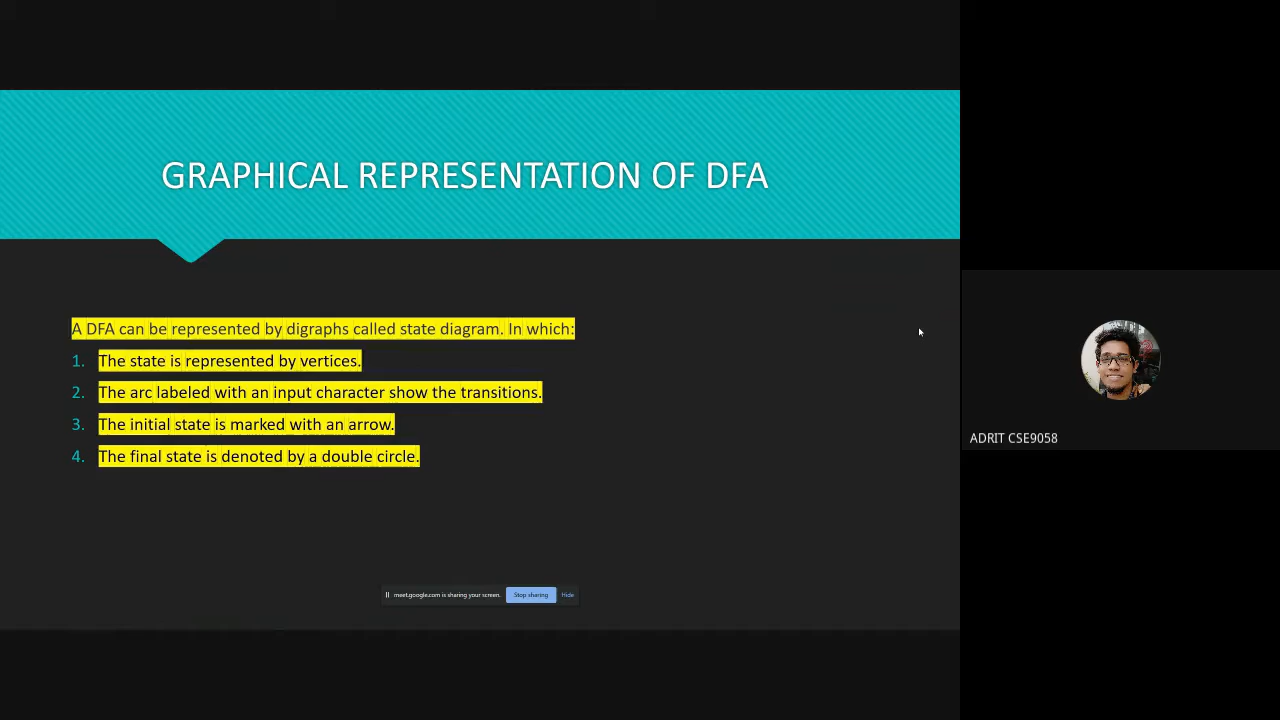 GRAPHICAL REPRESENTATION OF DFA
A DFA can be represented by digraphs called state diagram. In which:
1. The state is represented by vertices.
2. The arc labeled with an input character show the transitions.
3. The initial state is marked with an arrow.
4. The final state is denoted by a double circle.
ADRIT CSE9058
meet.google.com is sharing your screen. Stop sharing Hide